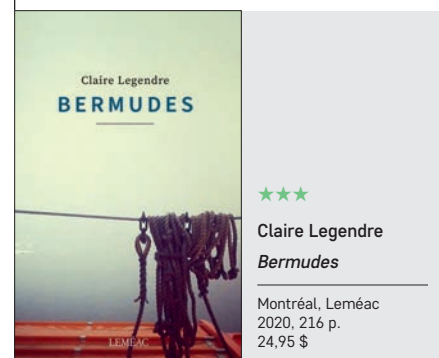 Claire Legendre
BERMUDES
LEMÉAC
★★★
Claire Legendre
Bermudes
Montréal, Leméac
2020, 216 p.
24,95 $